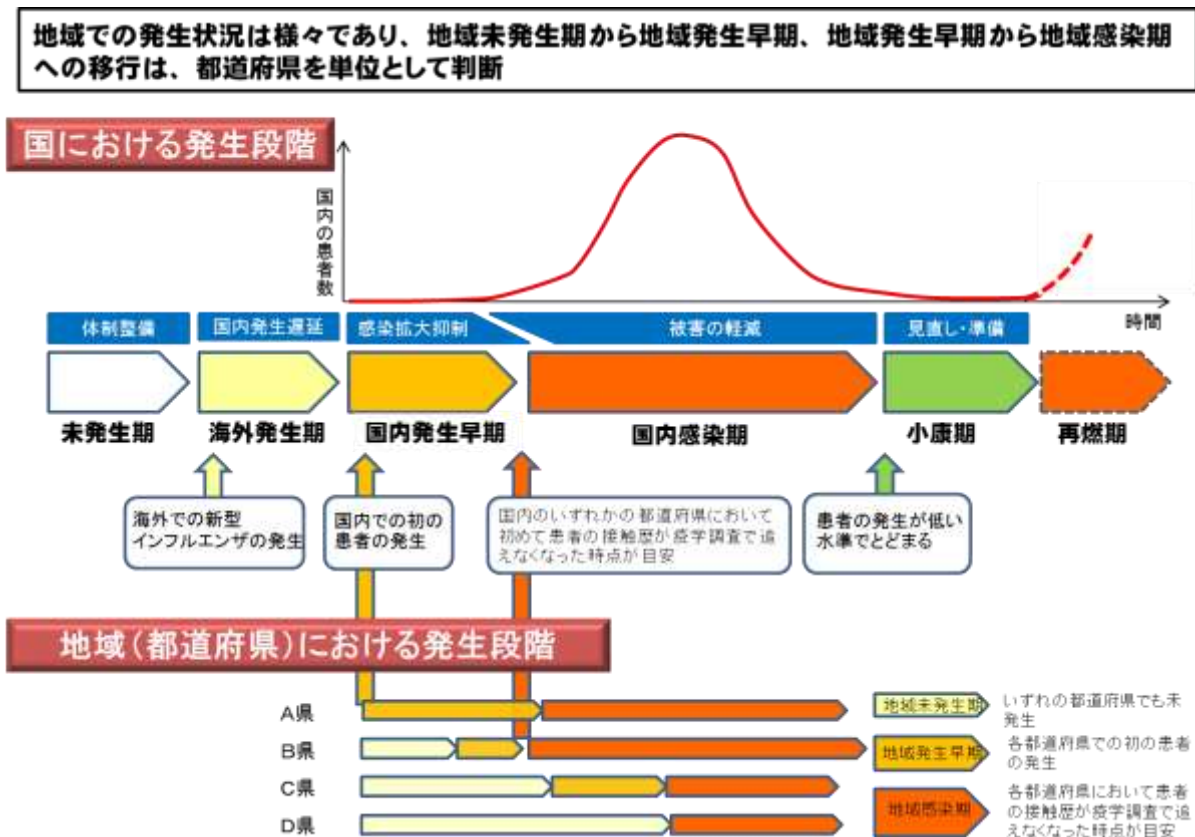 地域での発生状況は様々であり、地域未発生期から地域発生早期、地域発生早期から地域感染期
への移行は、都道府県を単位として判断
国における発生段階
国内の患者数
時間
体制整備
国内発生遅延
感染拡大抑制
被害の軽減
見直し・準備
未発生期
海外発生期
国内発生早期
国内感染期
小康期
再燃期
海外での新型
インフルエンザの発生
国内での初の
患者の発生
国内のいずれかの都道府県において
初めて患者の接触歴が疫学調査で追
えなくなった時点が目安
患者の発生が低い
水準でとどまる
地域(都道府県)における発生段階
A県
B県
C県
D県
地域未発生期
いずれの都道府県でも未
発生
地域発生早期
各都道府県での初の患者
の発生
地域感染期
各都道府県において患者
の接触歴が疫学調査で追
えなくなった時点が目安